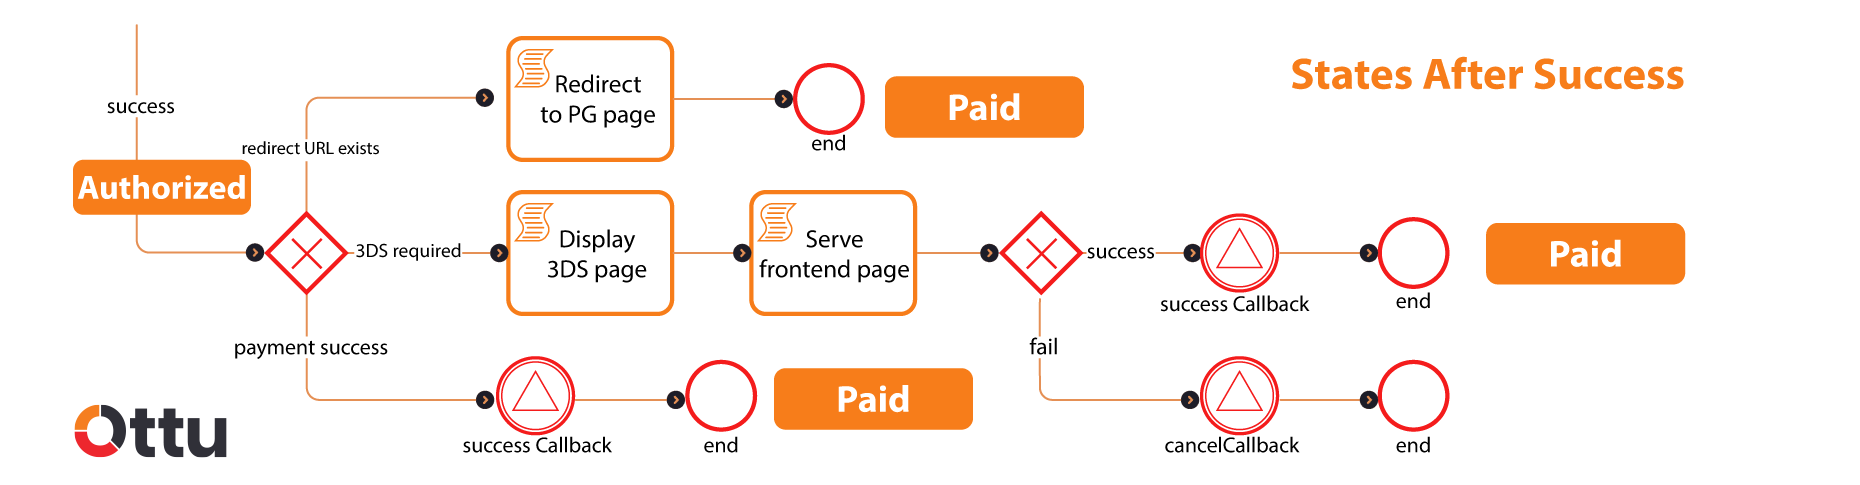 States After Success
success
Authorized
redirect URL exists
Redirect
to PG page
end
Paid
3DS required
Display
3DS page
Serve
frontend page
success
success Callback
end
Paid
payment success
success Callback
end
Paid
fail
cancelCallback
end
Ottu